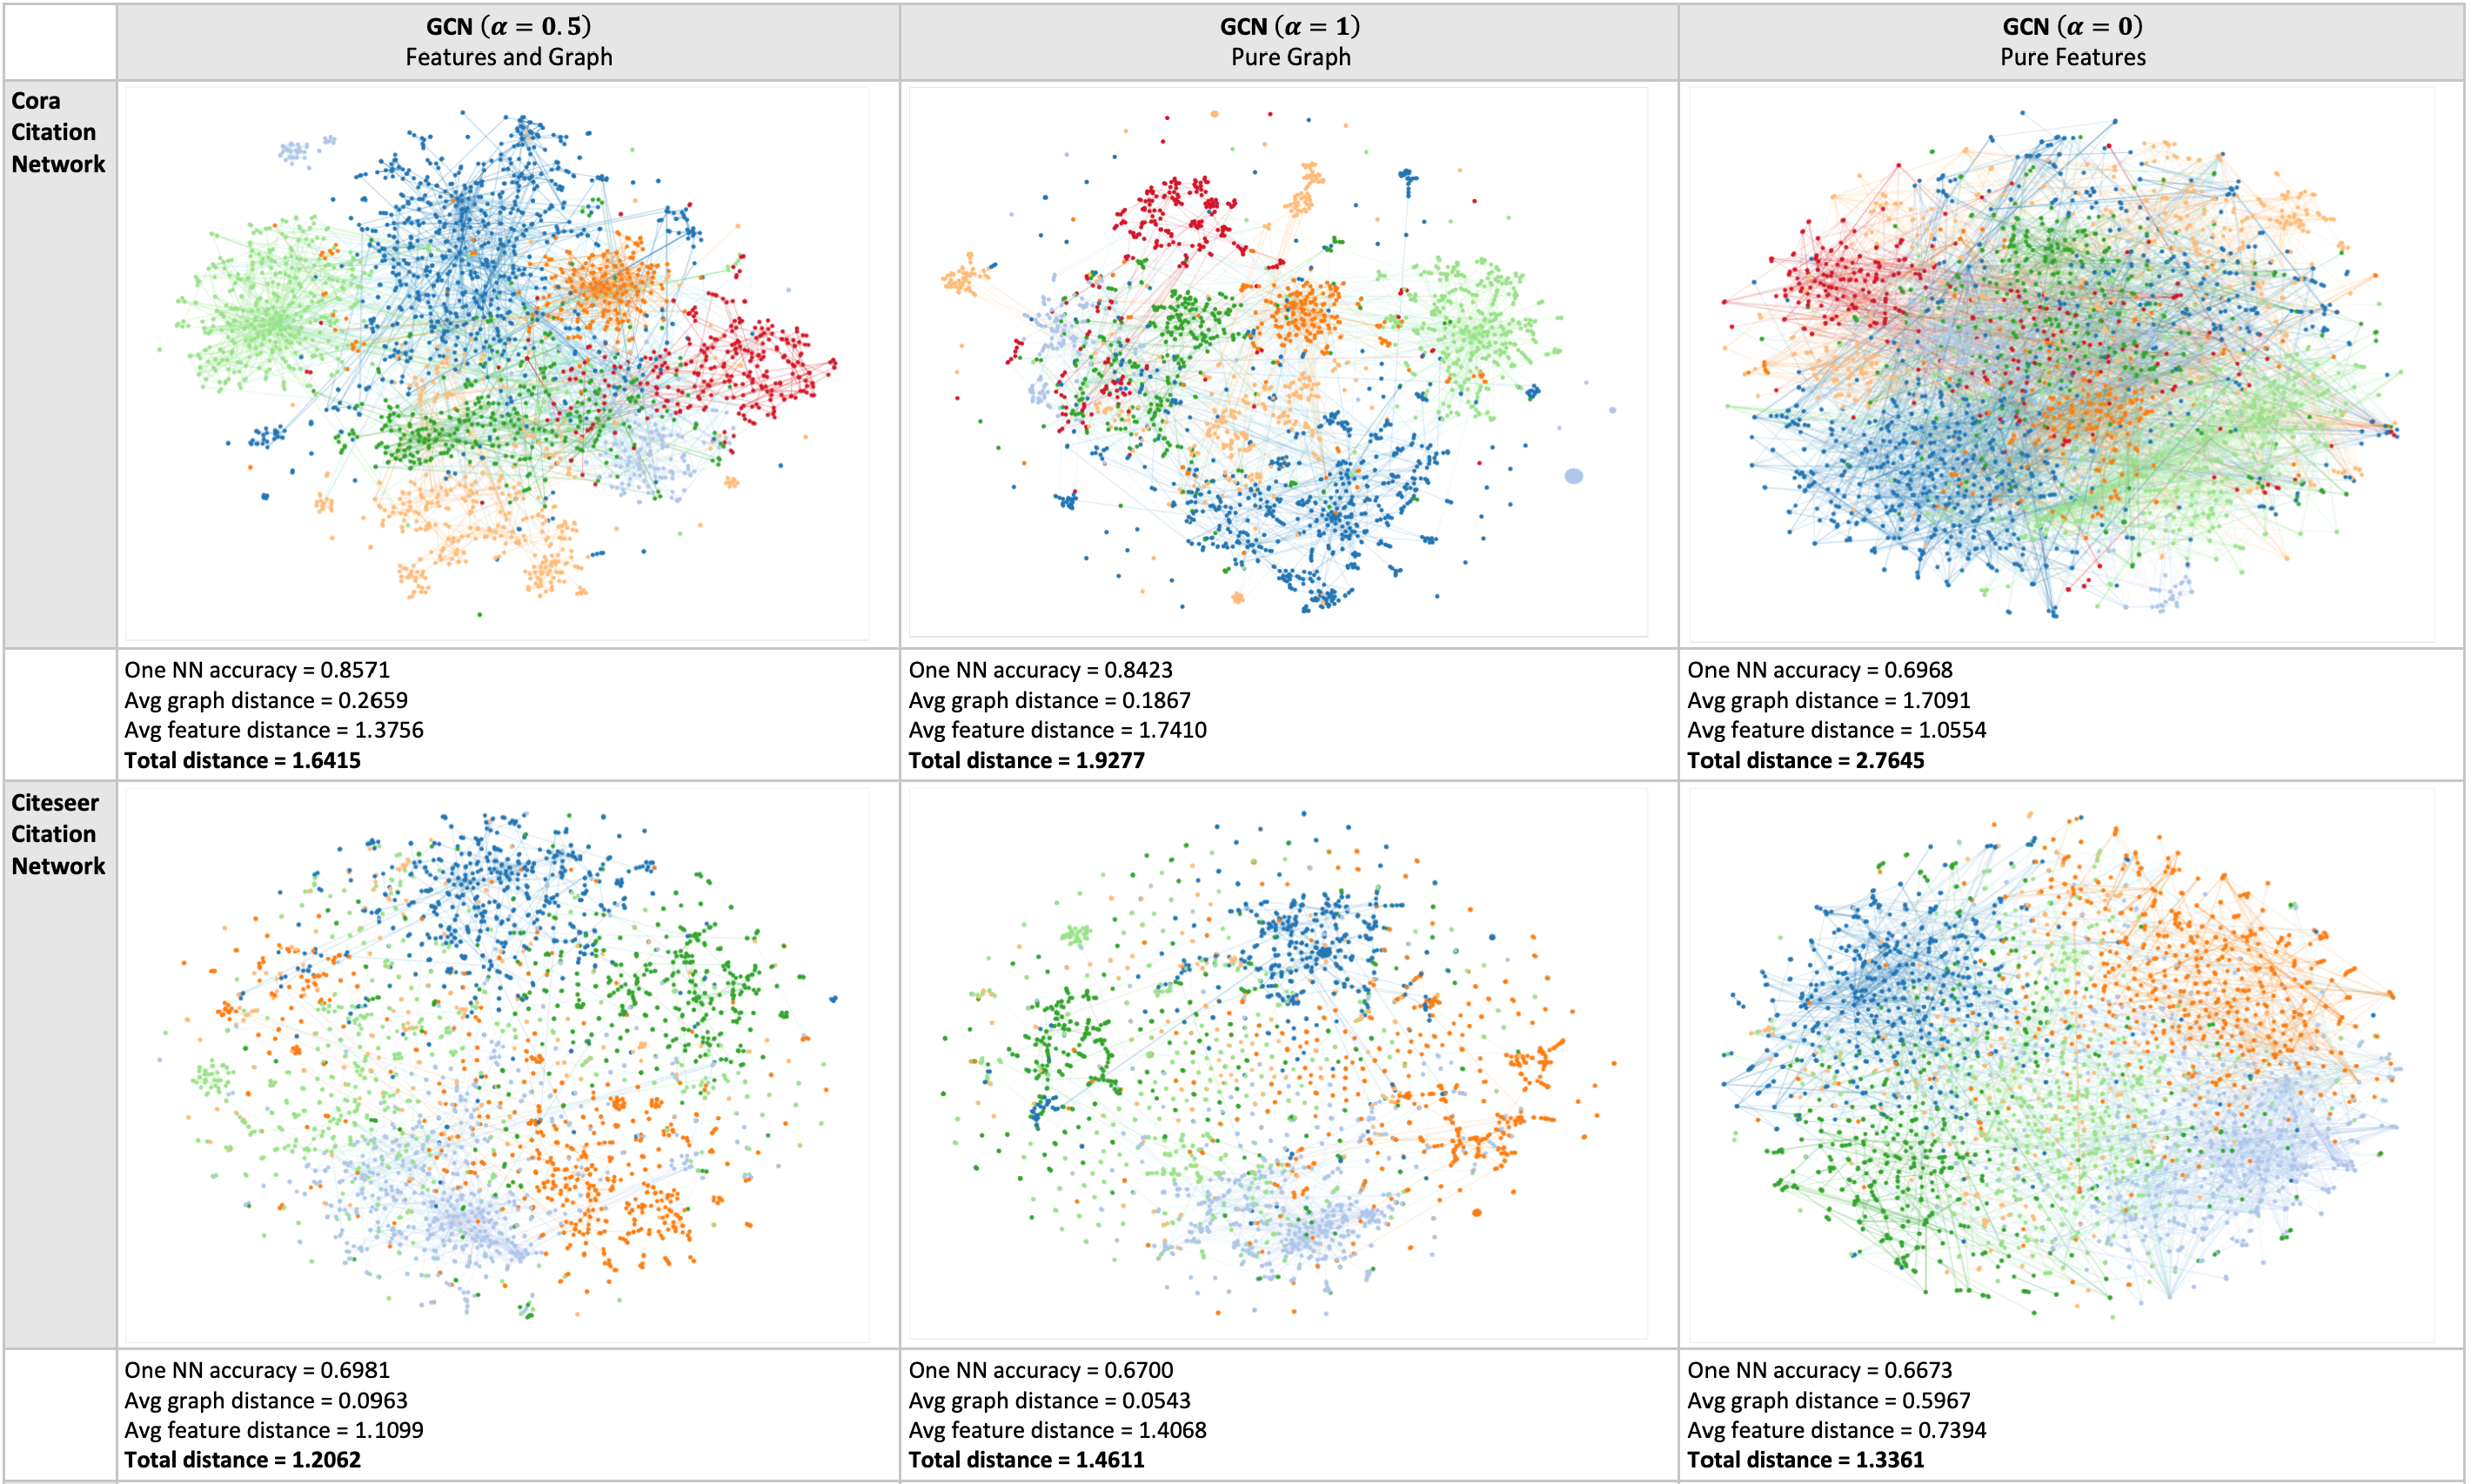 GCN (α = 0.5)
Features and Graph
GCN (α = 1)
Pure Graph
GCN (α = 0)
Pure Features
Cora
Citation
Network
One NN accuracy = 0.8571
Avg graph distance = 0.2659
Avg feature distance = 1.3756
Total distance = 1.6415
One NN accuracy = 0.8423
Avg graph distance = 0.1867
Avg feature distance = 1.7410
Total distance = 1.9277
One NN accuracy = 0.6968
Avg graph distance = 1.7091
Avg feature distance = 1.0554
Total distance = 2.7645
Citeseer
Citation
Network
One NN accuracy = 0.6981
Avg graph distance = 0.0963
Avg feature distance = 1.1099
Total distance = 1.2062
One NN accuracy = 0.6700
Avg graph distance = 0.0543
Avg feature distance = 1.4068
Total distance = 1.4611
One NN accuracy = 0.6673
Avg graph distance = 0.5967
Avg feature distance = 0.7394
Total distance = 1.3361